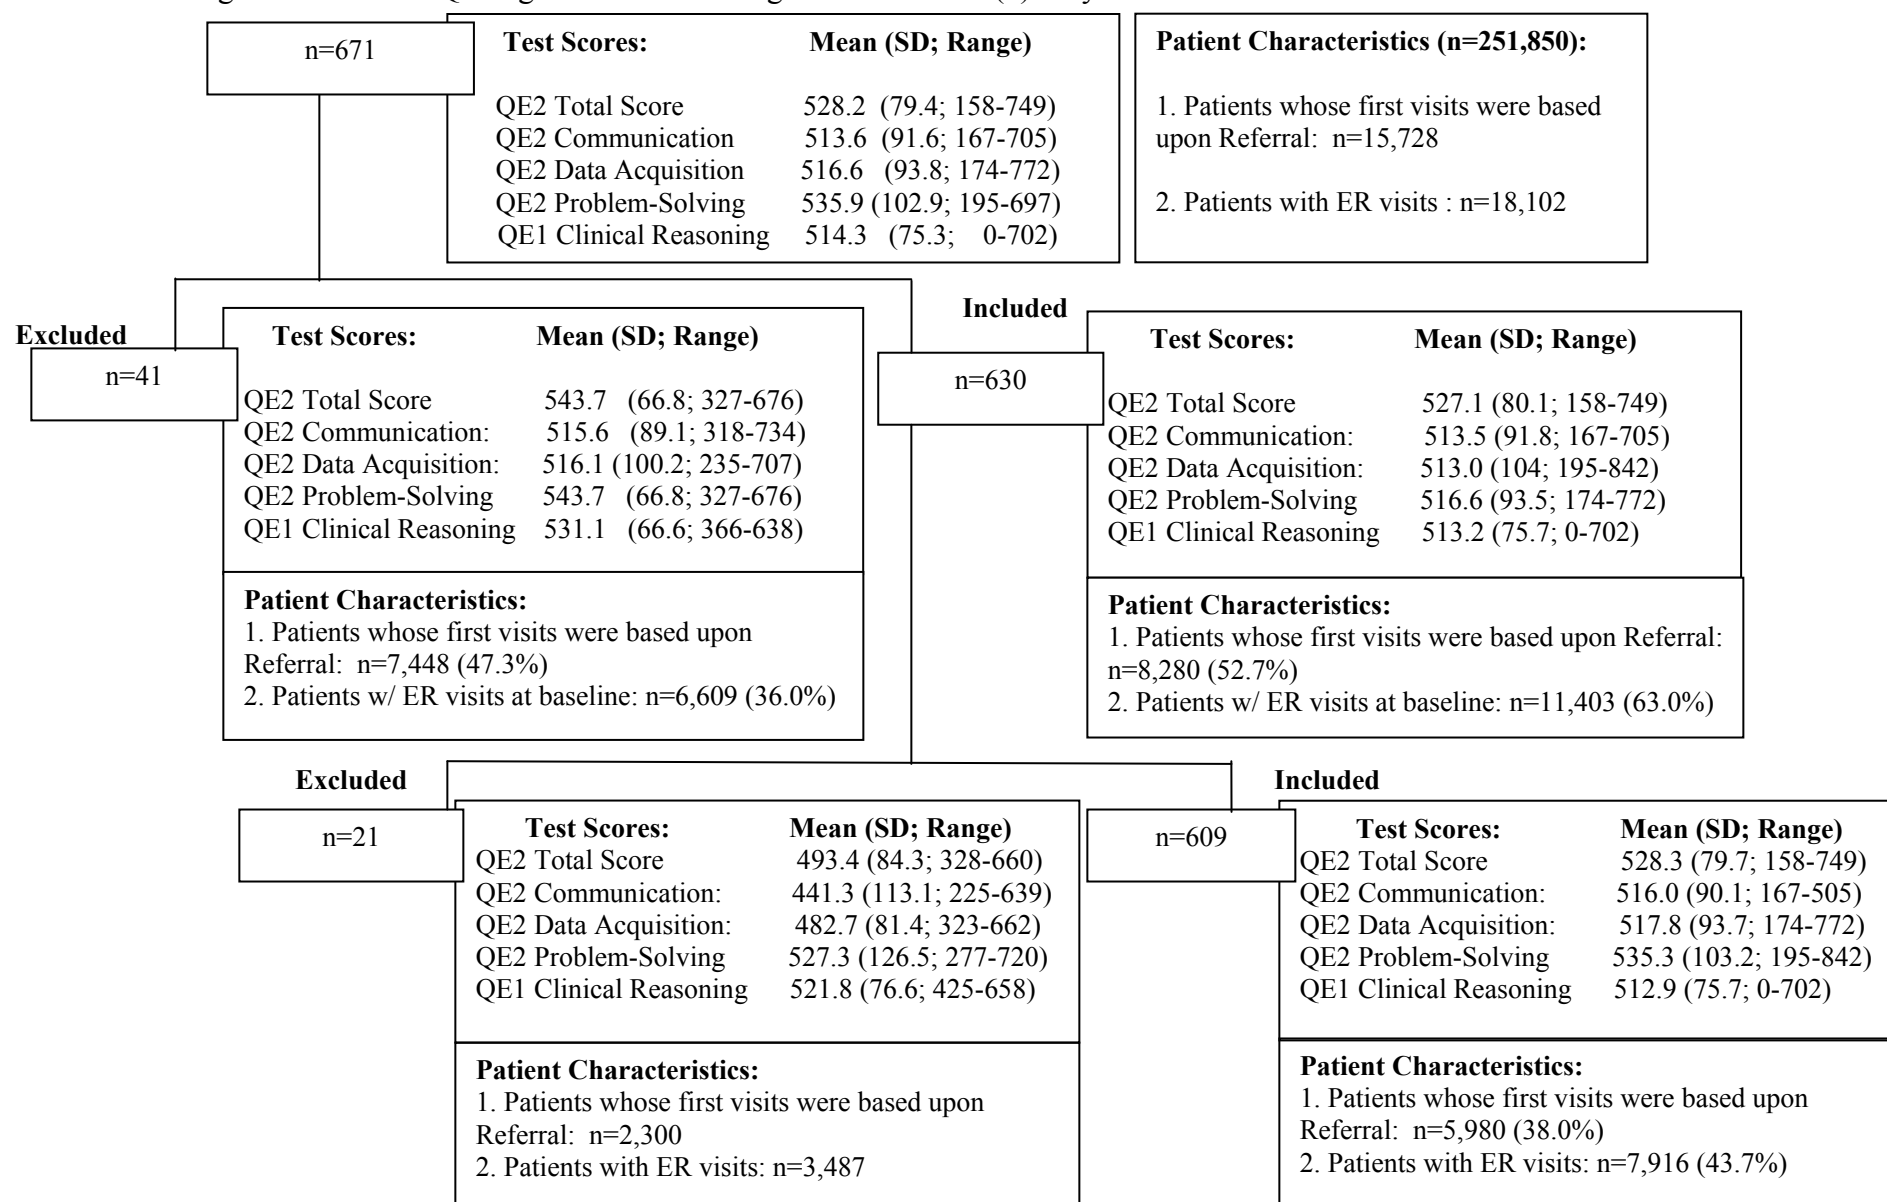 n=671
Test Scores: Mean (SD; Range)
QE2 Total Score 528.2 (79.4; 158-749)
QE2 Communication 513.6 (91.6; 167-705)
QE2 Data Acquisition 516.6 (93.8; 174-772)
QE2 Problem-Solving 535.9 (102.9; 195-697)
QE1 Clinical Reasoning 514.3 (75.3; 0-702)
Patient Characteristics (n=251,850):
1. Patients whose first visits were based
upon Referral: n=15,728
2. Patients with ER visits : n=18,102
Excluded
n=41
Test Scores: Mean (SD; Range)
QE2 Total Score 543.7 (66.8; 327-676)
QE2 Communication: 515.6 (89.1; 318-734)
QE2 Data Acquisition: 516.1 (100.2; 235-707)
QE2 Problem-Solving 543.7 (66.8; 327-676)
QE1 Clinical Reasoning 531.1 (66.6; 366-638)
Patient Characteristics:
1. Patients whose first visits were based upon
Referral: n=7,448 (47.3%)
2. Patients w/ ER visits at baseline: n=6,609 (36.0%)
Included
n=630
Test Scores: Mean (SD; Range)
QE2 Total Score 527.1 (80.1; 158-749)
QE2 Communication: 513.5 (91.8; 167-705)
QE2 Data Acquisition: 513.0 (104; 195-842)
QE2 Problem-Solving 516.6 (93.5; 174-772)
QE1 Clinical Reasoning 513.2 (75.7; 0-702)
Patient Characteristics:
1. Patients whose first visits were based upon Referral:
n=8,280 (52.7%)
2. Patients w/ ER visits at baseline: n=11,403 (63.0%)
Excluded
n=21
Test Scores: Mean (SD; Range)
QE2 Total Score 493.4 (84.3; 328-660)
QE2 Communication: 441.3 (113.1; 225-639)
QE2 Data Acquisition: 482.7 (81.4; 323-662)
QE2 Problem-Solving 527.3 (126.5; 277-720)
QE1 Clinical Reasoning 521.8 (76.6; 425-658)
Patient Characteristics:
1. Patients whose first visits were based upon
Referral: n=2,300
2. Patients with ER visits: n=3,487
Included
n=609
Test Scores: Mean (SD; Range)
QE2 Total Score 528.3 (79.7; 158-749)
QE2 Communication: 516.0 (90.1; 167-505)
QE2 Data Acquisition: 517.8 (93.7; 174-772)
QE2 Problem-Solving 535.3 (103.2; 195-842)
QE1 Clinical Reasoning 512.9 (75.7; 0-702)
Patient Characteristics:
1. Patients whose first visits were based upon
Referral: n=5,980 (38.0%)
2. Patients with ER visits: n=7,916 (43.7%)